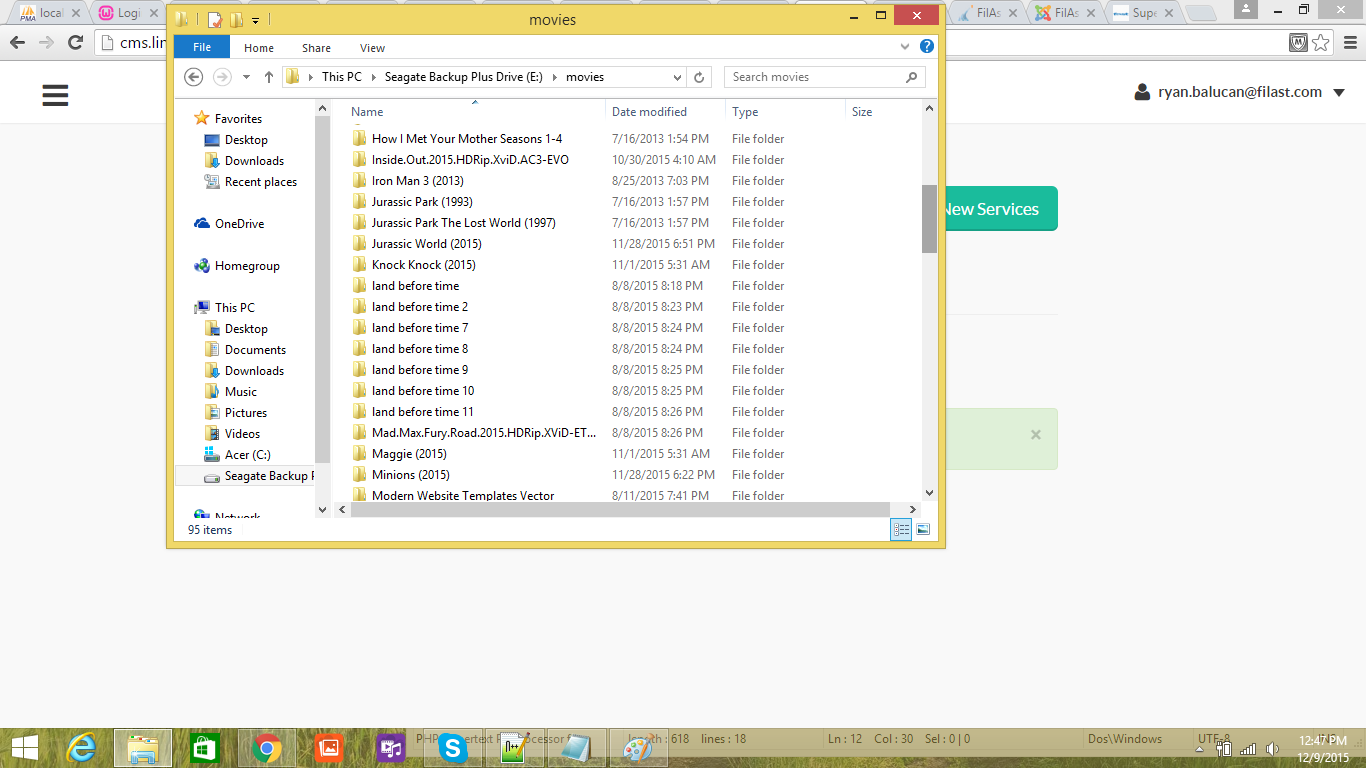 loca
Logi
movies
FilAs
FilAs
Supe
cms.lin
File Home Share View
This PC Seagate Backup Plus Drive (E:) movies
Search movies
ryan.balucan@filast.com
Name Date modified Type Size
Favorites
Desktop
Downloads
Recent places
OneDrive
Homegroup
This PC
Desktop
Documents
Downloads
Music
Pictures
Videos
Acer (C:)
Seagate Backup P
Network
How I Met Your Mother Seasons 1-4 7/16/2013 1:54 PM File folder
Inside.Out.2015.HDRip.XviD.AC3-EVO 10/30/2015 4:10 AM File folder
Iron Man 3 (2013) 8/25/2013 7:03 PM File folder
Jurassic Park (1993) 7/16/2013 1:57 PM File folder
Jurassic Park The Lost World (1997) 7/16/2013 1:57 PM File folder
Jurassic World (2015) 11/28/2015 6:51 PM File folder
Knock Knock (2015) 11/1/2015 5:31 AM File folder
land before time 8/8/2015 8:18 PM File folder
land before time 2 8/8/2015 8:23 PM File folder
land before time 7 8/8/2015 8:24 PM File folder
land before time 8 8/8/2015 8:24 PM File folder
land before time 9 8/8/2015 8:25 PM File folder
land before time 10 8/8/2015 8:25 PM File folder
land before time 11 8/8/2015 8:26 PM File folder
Mad.Max.Fury.Road.2015.HDRip.XViD-ET... 8/8/2015 8:26 PM File folder
Maggie (2015) 11/1/2015 5:31 AM File folder
Minions (2015) 11/28/2015 6:22 PM File folder
Modern Website Templates Vector 8/11/2015 7:41 PM File folder
95 items
New Services
length : 618 lines : 18 Ln : 12 Col : 30 Sel : 0 | 0 Dos\Windows UTF-8
12:47 PM
12/9/2015